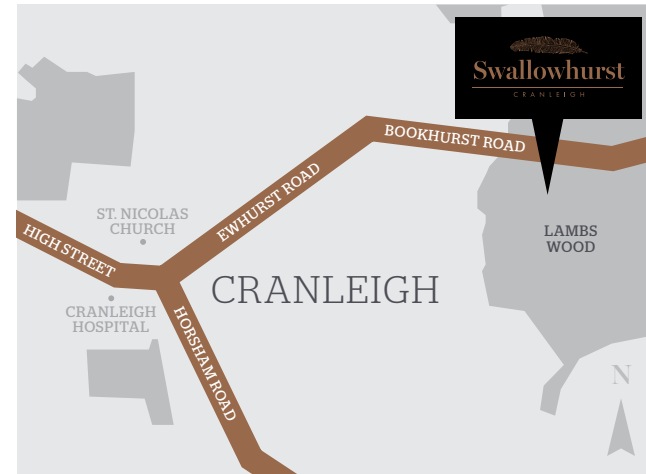 Swallowhurst
CRANLEIGH
BOOKHURST ROAD
EWHURST ROAD
ST. NICOLAS
CHURCH
HIGH STREET
LAMBS
WOOD
CRANLEIGH
CRANLEIGH
HOSPITAL
HORSHAM ROAD
N